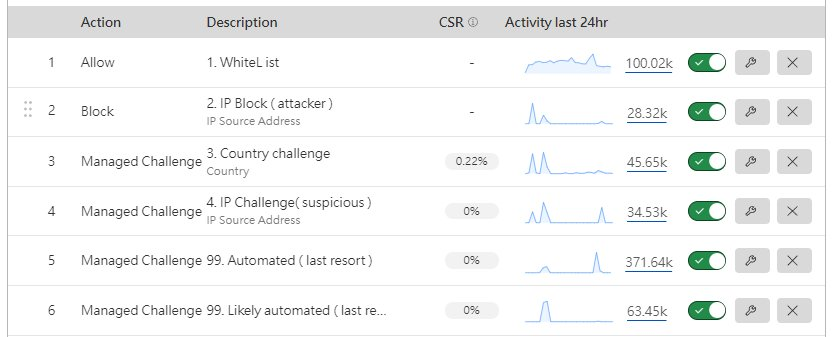 Action Description CSR ⓘ Activity last 24hr
1 Allow 1. WhiteL ist - 100.02k
2 Block 2. IP Block ( attacker ) - 28.32k
IP Source Address
3 Managed Challenge 3. Country challenge 0.22% 45.65k
Country
4 Managed Challenge 4. IP Challenge( suspicious ) 0% 34.53k
IP Source Address
5 Managed Challenge 99. Automated ( last resort ) 0% 371.64k
6 Managed Challenge 99. Likely automated ( last re... 0% 63.45k